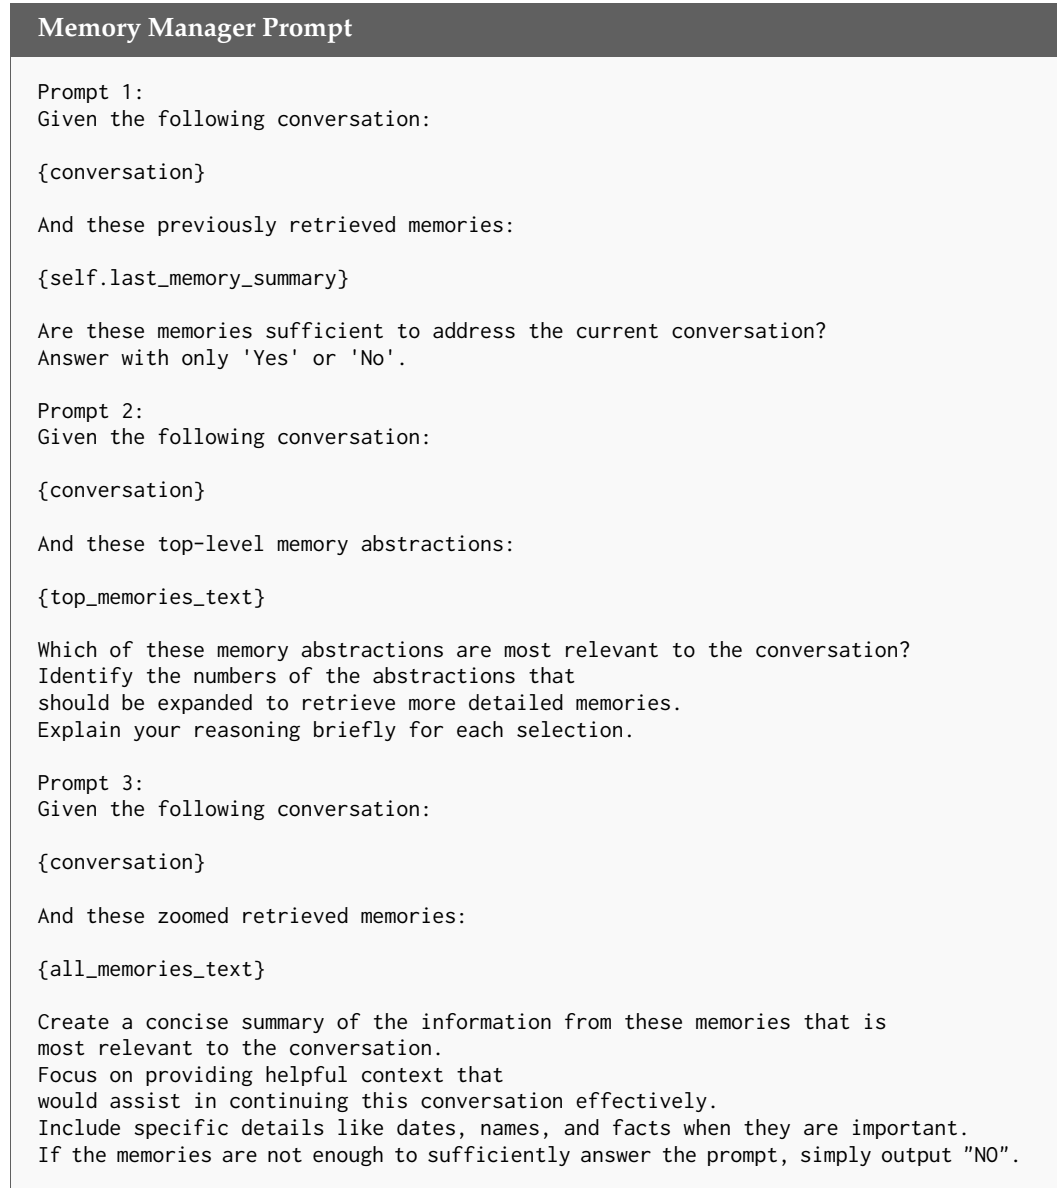 Memory Manager Prompt
Prompt 1:
Given the following conversation:
{conversation}
And these previously retrieved memories:
{self.last_memory_summary}
Are these memories sufficient to address the current conversation?
Answer with only 'Yes' or 'No'.
Prompt 2:
Given the following conversation:
{conversation}
And these top-level memory abstractions:
{top_memories_text}
Which of these memory abstractions are most relevant to the conversation?
Identify the numbers of the abstractions that
should be expanded to retrieve more detailed memories.
Explain your reasoning briefly for each selection.
Prompt 3:
Given the following conversation:
{conversation}
And these zoomed retrieved memories:
{all_memories_text}
Create a concise summary of the information from these memories that is
most relevant to the conversation.
Focus on providing helpful context that
would assist in continuing this conversation effectively.
Include specific details like dates, names, and facts when they are important.
If the memories are not enough to sufficiently answer the prompt, simply output "NO".